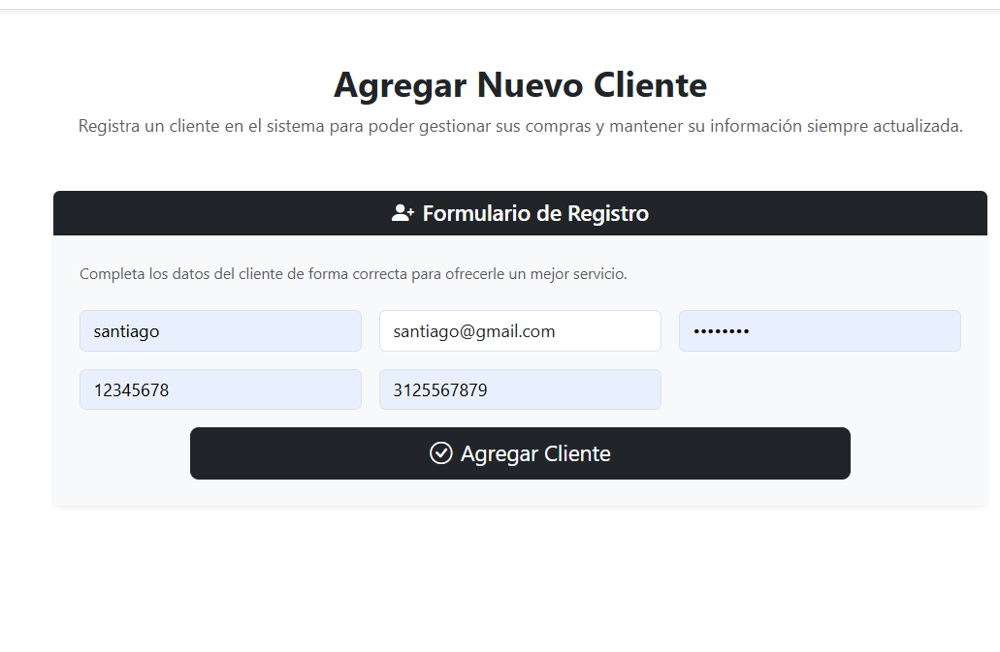 Agregar Nuevo Cliente
Registra un cliente en el sistema para poder gestionar sus compras y mantener su información siempre actualizada.
Formulario de Registro
Completa los datos del cliente de forma correcta para ofrecerle un mejor servicio.
santiago santiago@gmail.com ••••••••
12345678 3125567879
Agregar Cliente